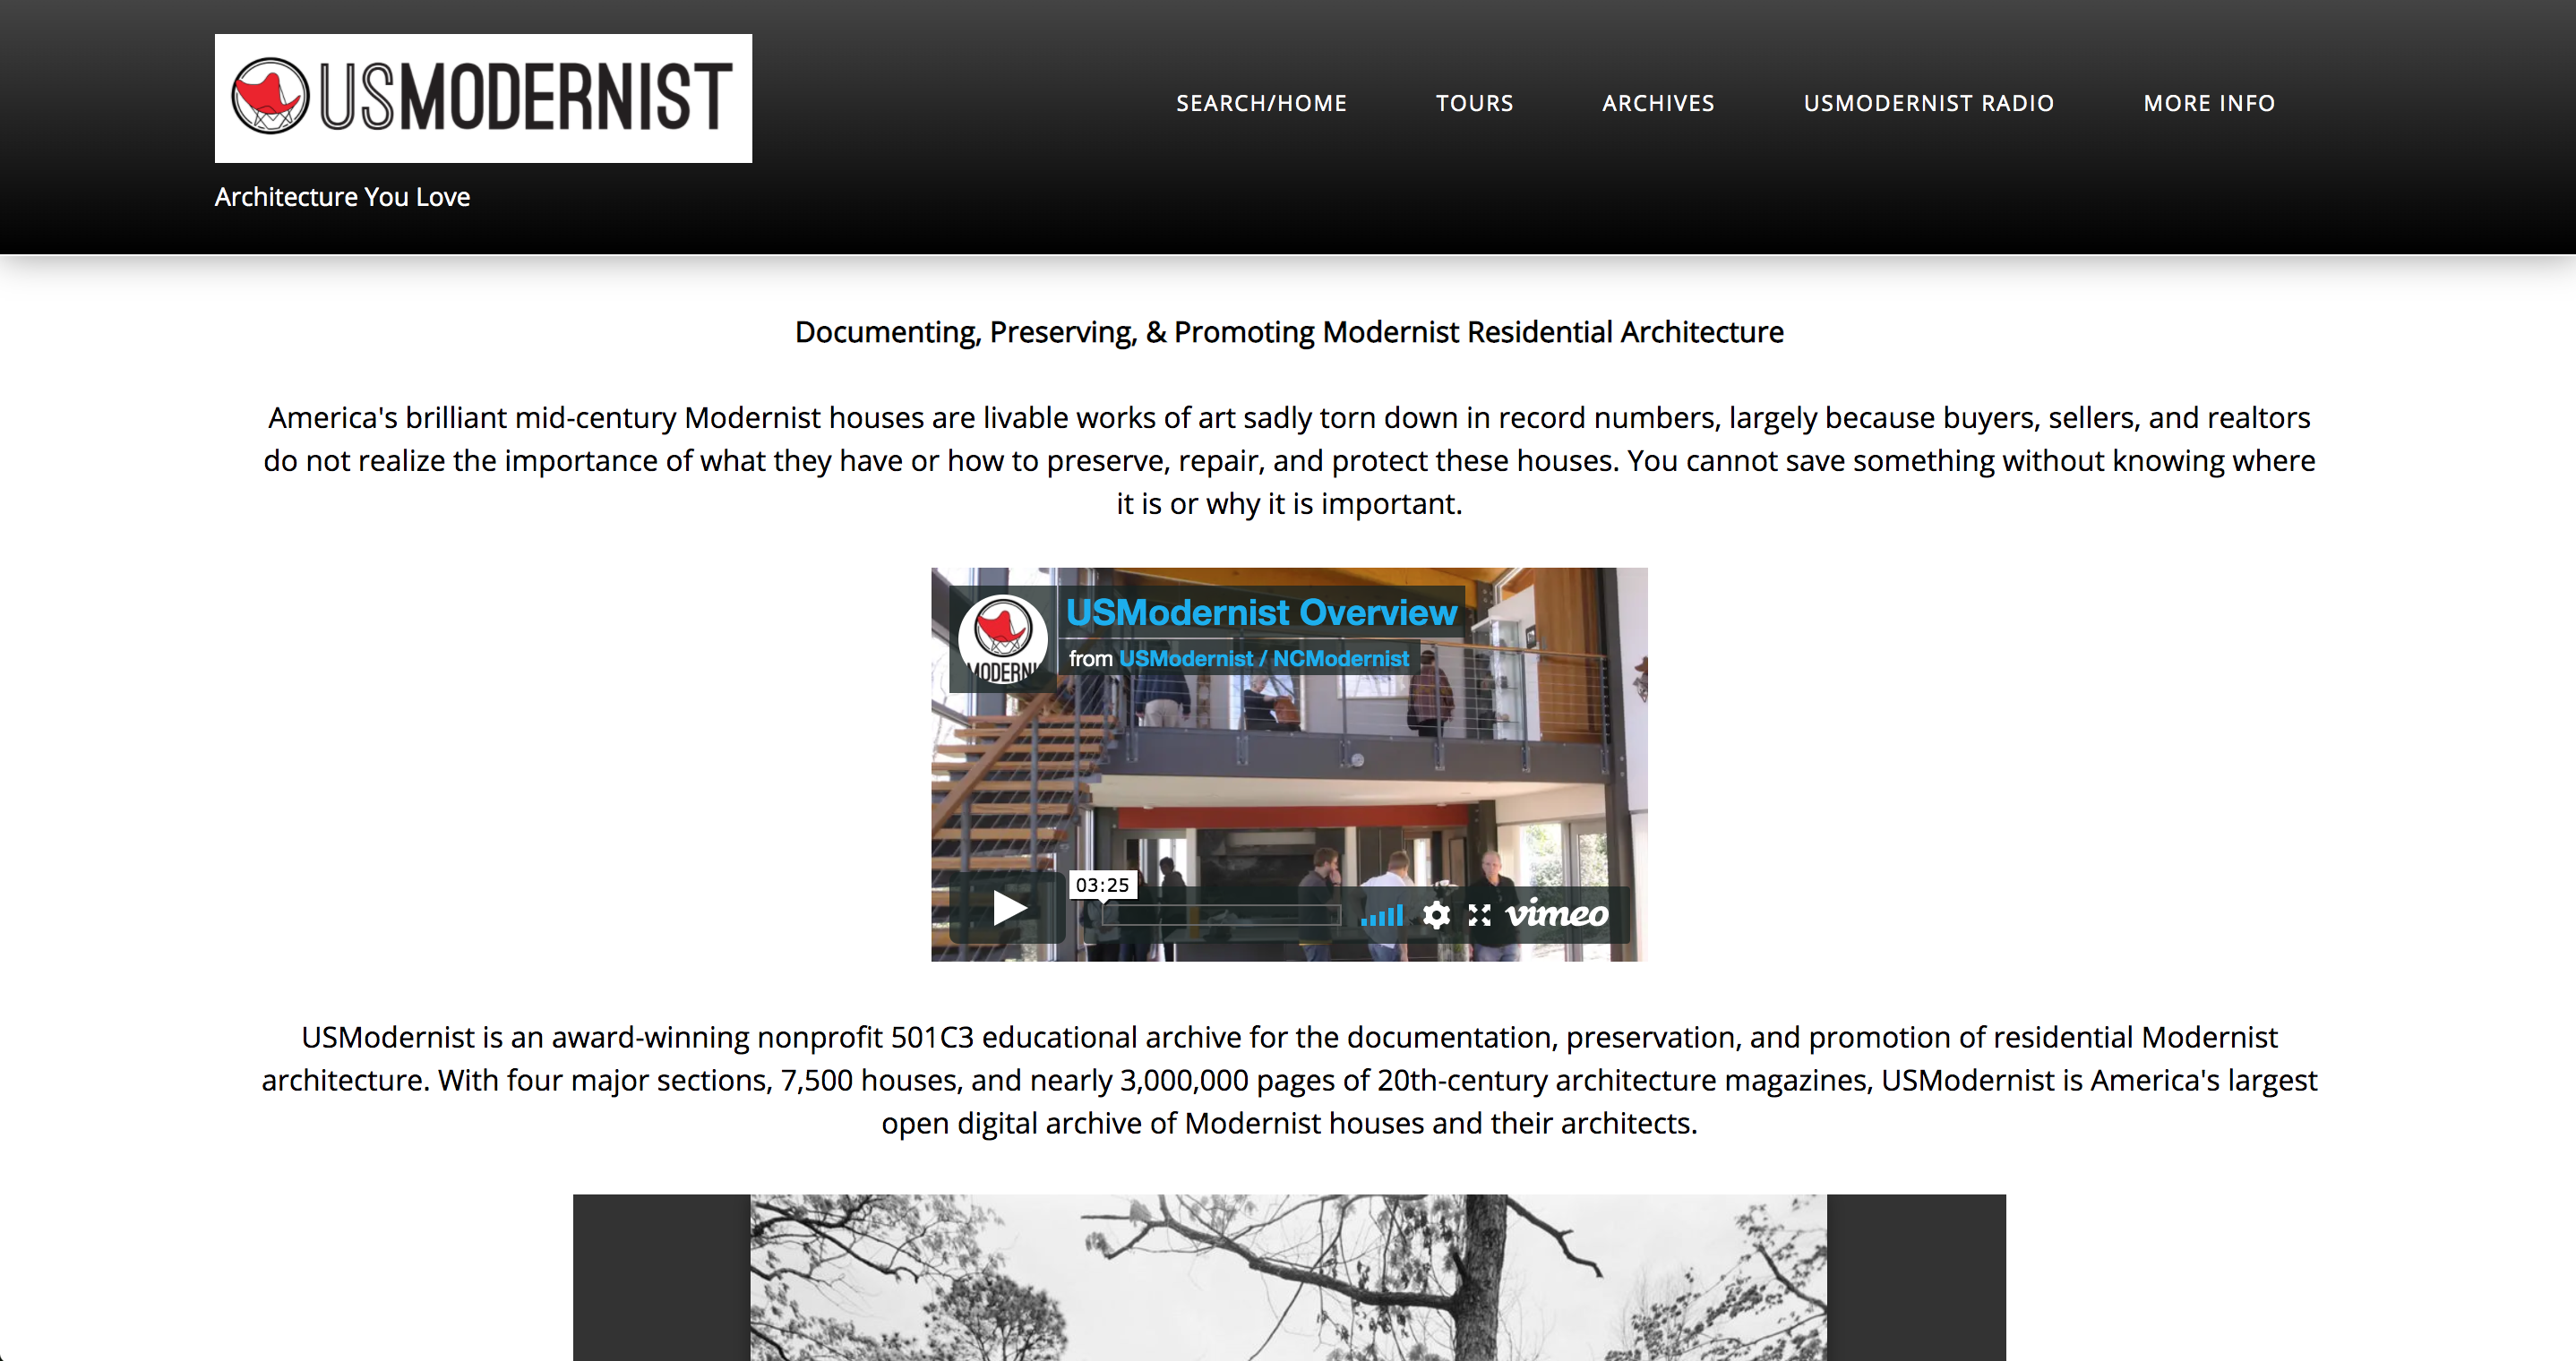 USMODERNIST
SEARCH/HOME
TOURS
ARCHIVES
USMODERNIST RADIO
MORE INFO
Architecture You Love
Documenting, Preserving, & Promoting Modernist Residential Architecture
America's brilliant mid-century Modernist houses are livable works of art sadly torn down in record numbers, largely because buyers, sellers, and realtors
do not realize the importance of what they have or how to preserve, repair, and protect these houses. You cannot save something without knowing where
it is or why it is important.
USModernist Overview
from USModernist / NCModernist
MODERN
03:25
vimeo
USModernist is an award-winning nonprofit 501C3 educational archive for the documentation, preservation, and promotion of residential Modernist
architecture. With four major sections, 7,500 houses, and nearly 3,000,000 pages of 20th-century architecture magazines, USModernist is America's largest
open digital archive of Modernist houses and their architects.